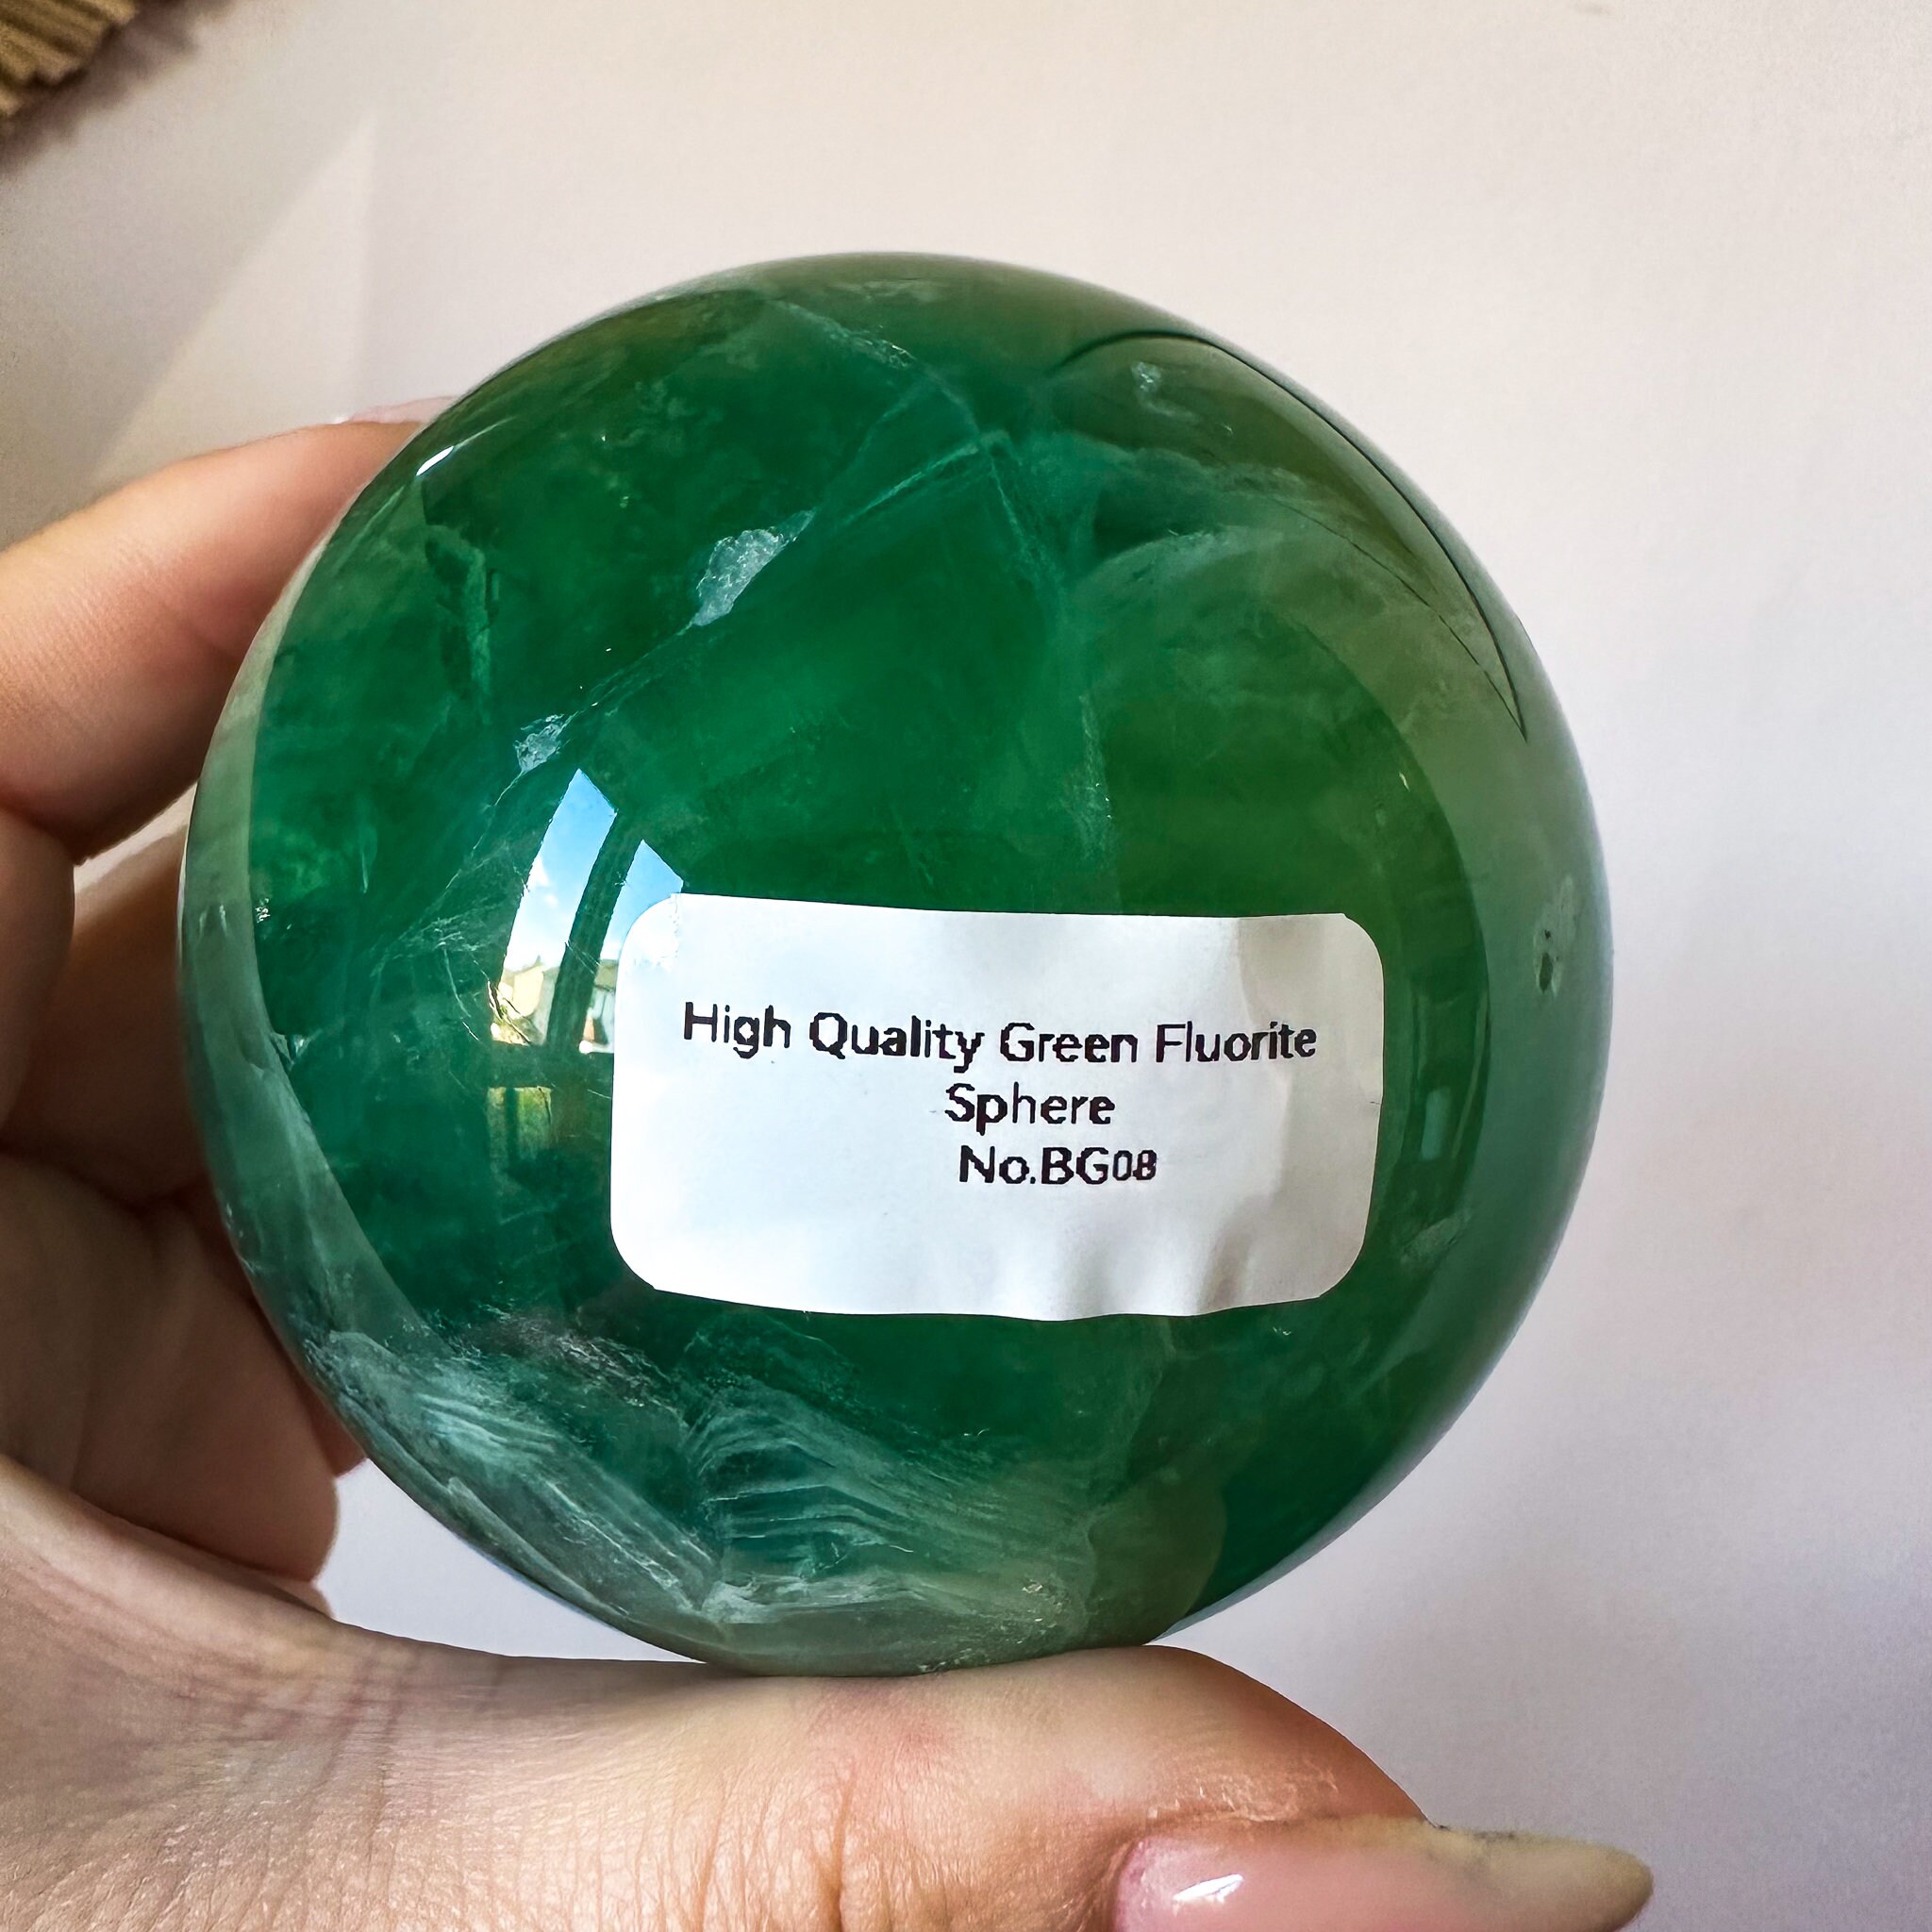 High Quality Green Fluorite
Sphere
No.BG08